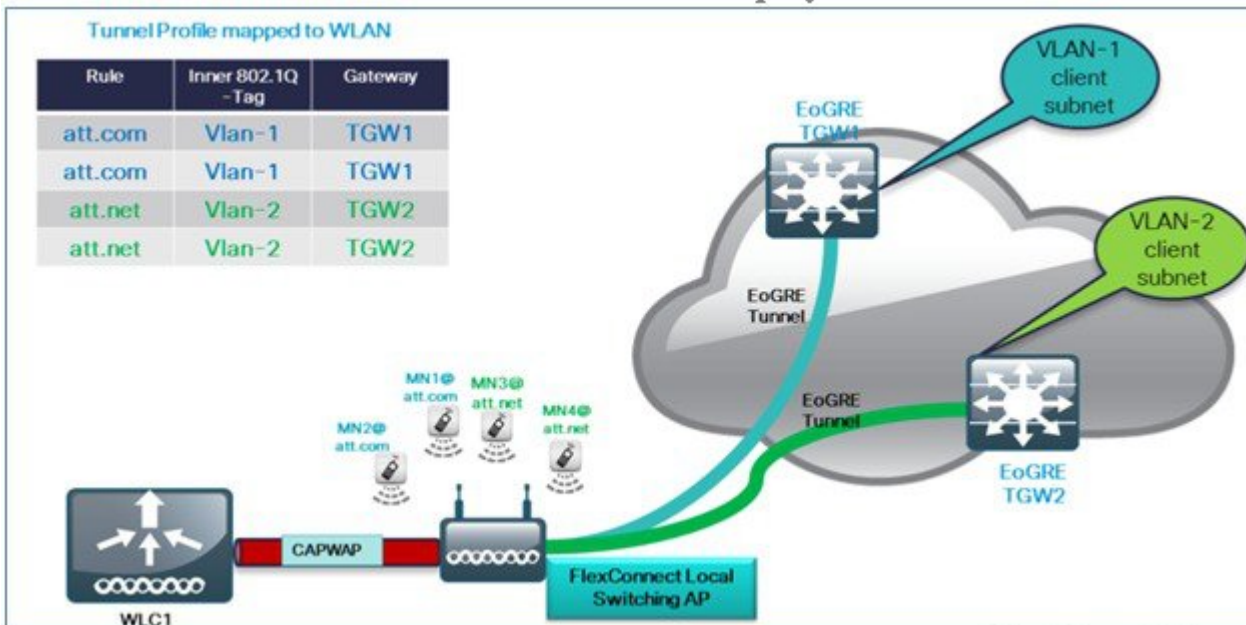 Tunnel Profile mapped to WLAN
Rule
Inner 802.1Q
-Tag
Gateway
att.com
Vlan-1
TGW1
att.com
Vlan-1
TGW1
att.net
Vlan-2
TGW2
att.net
Vlan-2
TGW2
EoGRE
TGW1
VLAN-1
client
subnet
VLAN-2
client
subnet
EoGRE
Tunnel
EoGRE
Tunnel
EoGRE
TGW2
MN1@
att.com
MN3@
att.net
MN2@
att.com
MN4@
att.net
CAPWAP
FlexConnect Local
Switching AP
WLC1